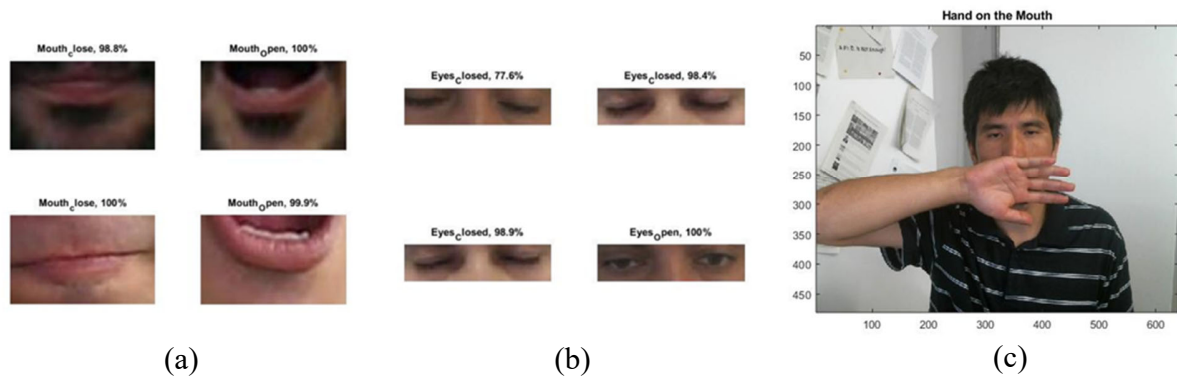 Mouth_close, 98.8%
Mouth_Open, 100%
Mouth_close, 100%
Mouth_Open, 99.9%
(a)
Eyes_Closed, 77.6%
Eyes_Closed, 98.4%
Eyes_Closed, 98.9%
Eyes_Open, 100%
(b)
Hand on the Mouth
50
100
150
200
250
300
350
400
450
100 200 300 400 500 600
(c)